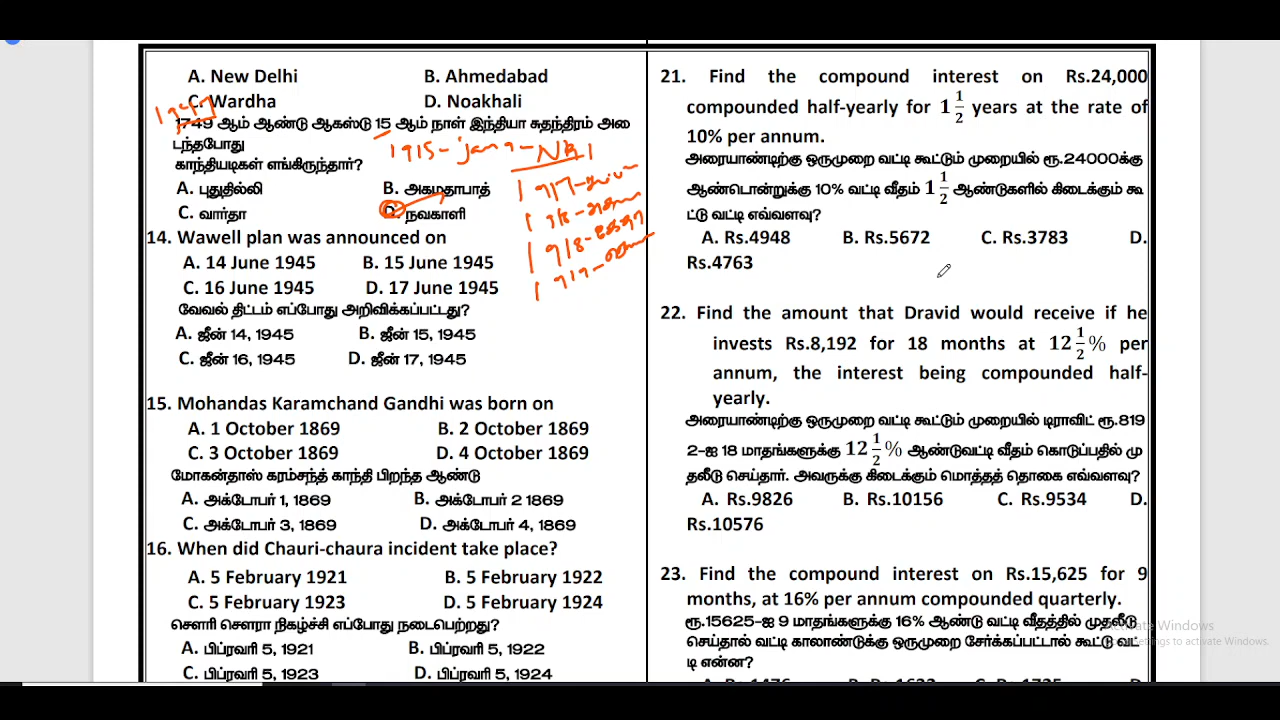 A. New Delhi B. Ahmedabad
C. Wardha D. Noakhali
1947
1749 ஆம் ஆண்டு ஆகஸ்டு 15 ஆம் நாள் இந்தியா சுதந்திரம் அடை
டந்தபோது
காந்தியடிகள் எங்கிருந்தார்?
1915 - jan 9 - NRI
A. புதுதில்லி B. அகமதாபாத்
C. வார்தா D. நவகாளி
1917 -
1918 -
1918 -
1919 -
14. Wawell plan was announced on
A. 14 June 1945 B. 15 June 1945
C. 16 June 1945 D. 17 June 1945
வேவல் திட்டம் எப்போது அறிவிக்கப்பட்டது?
A. ஜீன் 14, 1945 B. ஜீன் 15, 1945
C. ஜீன் 16, 1945 D. ஜீன் 17, 1945
15. Mohandas Karamchand Gandhi was born on
A. 1 October 1869 B. 2 October 1869
C. 3 October 1869 D. 4 October 1869
மோகன்தாஸ் கரம்சந்த் காந்தி பிறந்த ஆண்டு
A. அக்டோபர் 1, 1869 B. அக்டோபர் 2 1869
C. அக்டோபர் 3, 1869 D. அக்டோபர் 4, 1869
16. When did Chauri-chaura incident take place?
A. 5 February 1921 B. 5 February 1922
C. 5 February 1923 D. 5 February 1924
சௌரி சௌரா நிகழ்ச்சி எப்போது நடைபெற்றது?
A. பிப்ரவரி 5, 1921 B. பிப்ரவரி 5, 1922
C. பிப்ரவரி 5, 1923 D. பிப்ரவரி 5, 1924
21. Find the compound interest on Rs.24,000
compounded half-yearly for 1 1/2 years at the rate of
10% per annum.
அரையாண்டிற்கு ஒருமுறை வட்டி கூட்டும் முறையில் ரூ.24000க்கு
ஆண்டொன்றுக்கு 10% வட்டி வீதம் 1 1/2 ஆண்டுகளில் கிடைக்கும் கூ
ட்டு வட்டி எவ்வளவு?
A. Rs.4948 B. Rs.5672 C. Rs.3783 D.
Rs.4763
22. Find the amount that Dravid would receive if he
invests Rs.8,192 for 18 months at 12 1/2 % per
annum, the interest being compounded half-
yearly.
அரையாண்டிற்கு ஒருமுறை வட்டி கூட்டும் முறையில் டிராவிட் ரூ.819
2-ஐ 18 மாதங்களுக்கு 12 1/2 % ஆண்டுவட்டி வீதம் கொடுப்பதில் மு
தலீடு செய்தார். அவருக்கு கிடைக்கும் மொத்தத் தொகை எவ்வளவு?
A. Rs.9826 B. Rs.10156 C. Rs.9534 D.
Rs.10576
23. Find the compound interest on Rs.15,625 for 9
months, at 16% per annum compounded quarterly.
ரூ.15625-ஐ 9 மாதங்களுக்கு 16% ஆண்டு வட்டி வீதத்தில் முதலீடு
செய்தால் வட்டி காலாண்டுக்கு ஒருமுறை சேர்க்கப்பட்டால் கூட்டு வட்
டி என்ன?